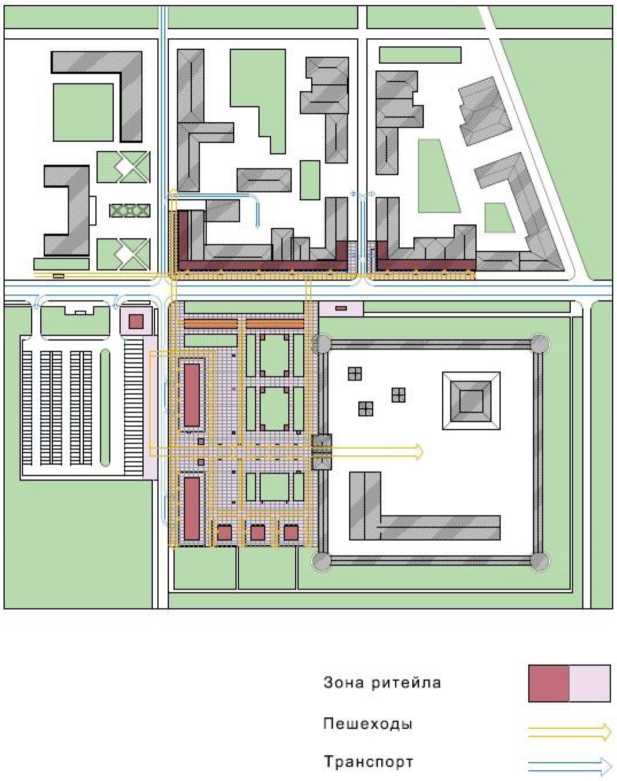 Зона ритейла
Пешеходы
Транспорт